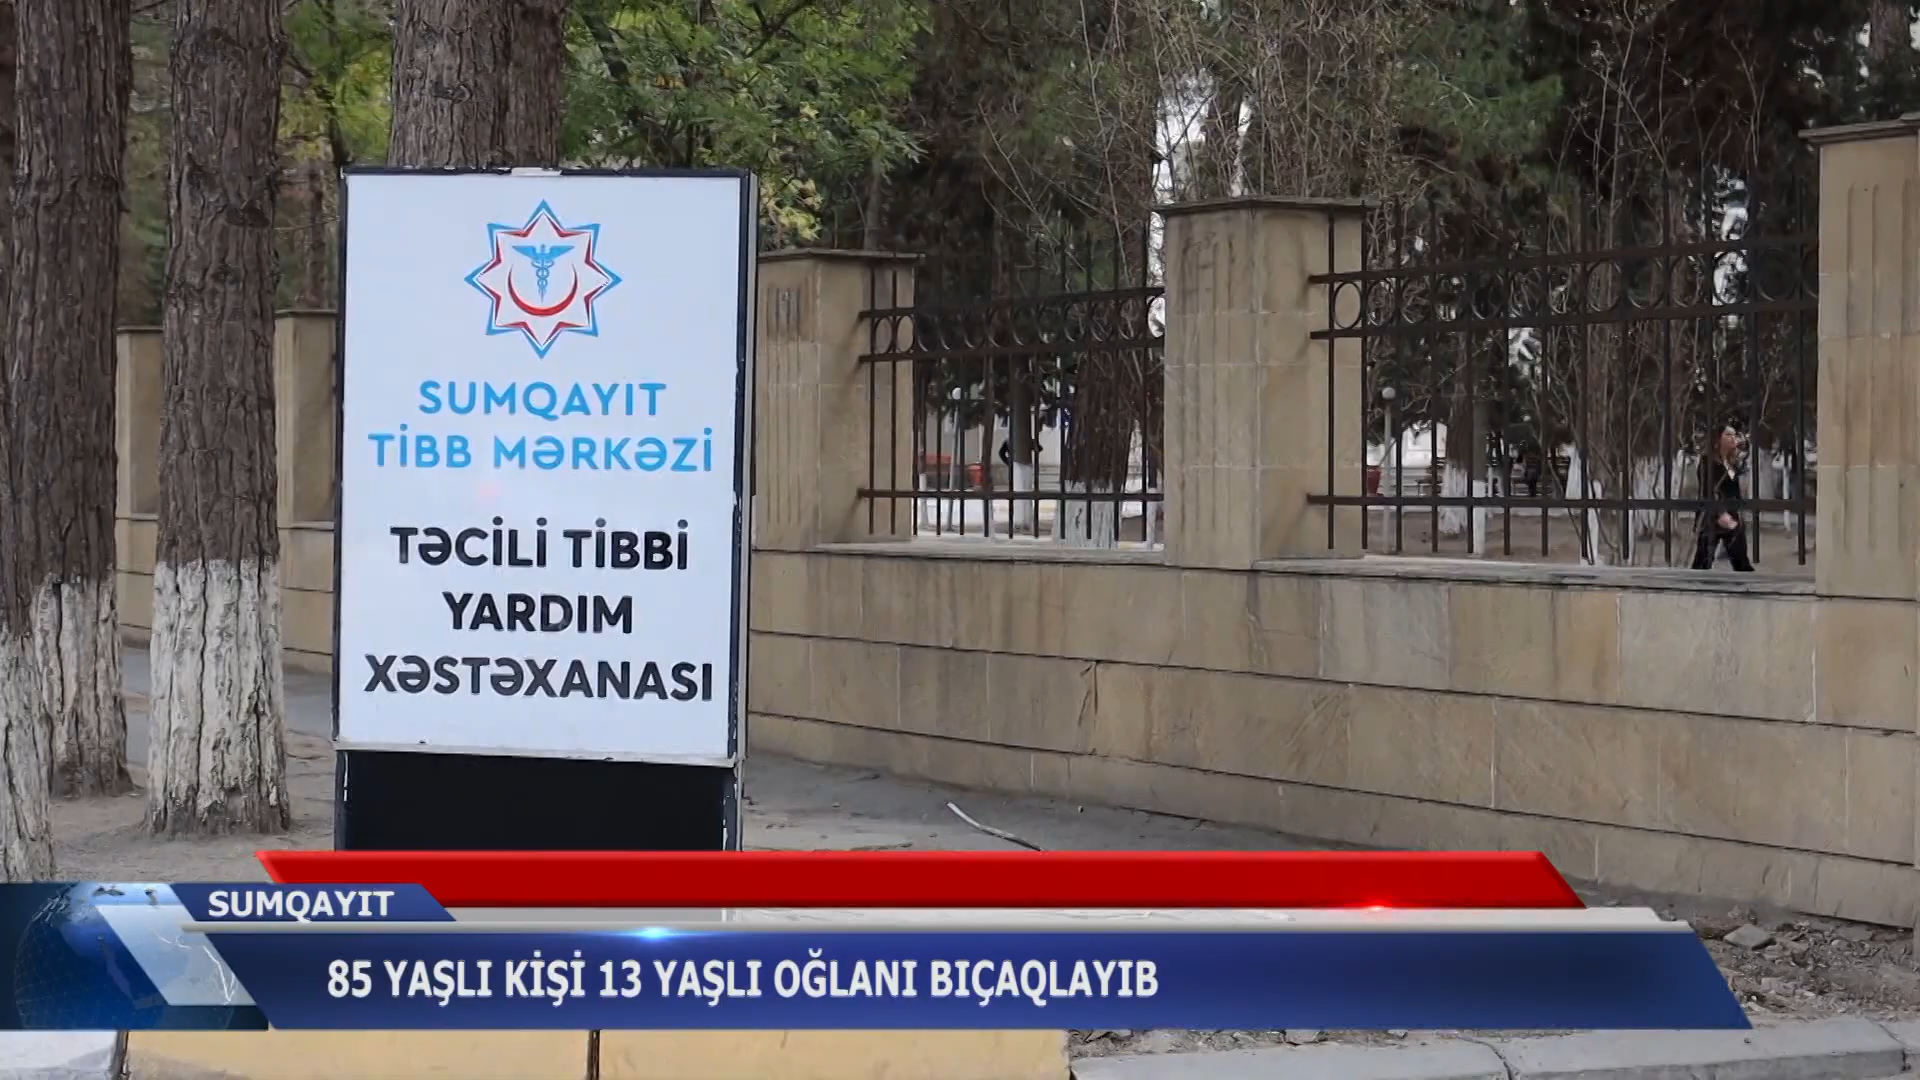 SUMQAYIT
TİBB MƏRKƏZİ
TƏCİLİ TİBBİ
YARDIM
XƏSTƏXANASI
SUMQAYIT
85 YAŞLI KİŞİ 13 YAŞLI OĞLANI BIÇAQLAYIB